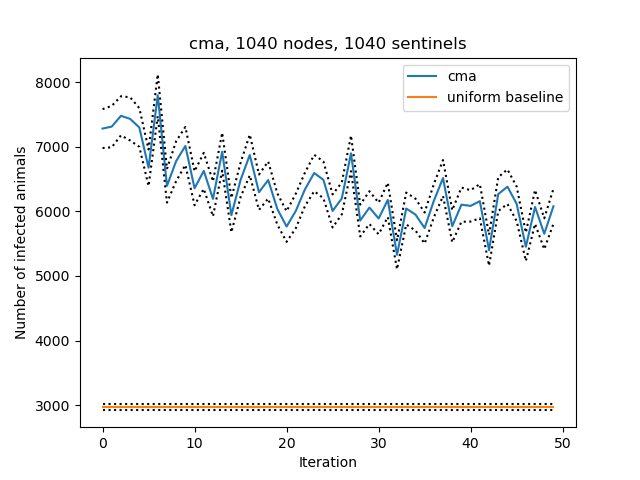 cma, 1040 nodes, 1040 sentinels
cma
uniform baseline
Number of infected animals
8000
7000
6000
5000
4000
3000
0 10 20 30 40 50
Iteration